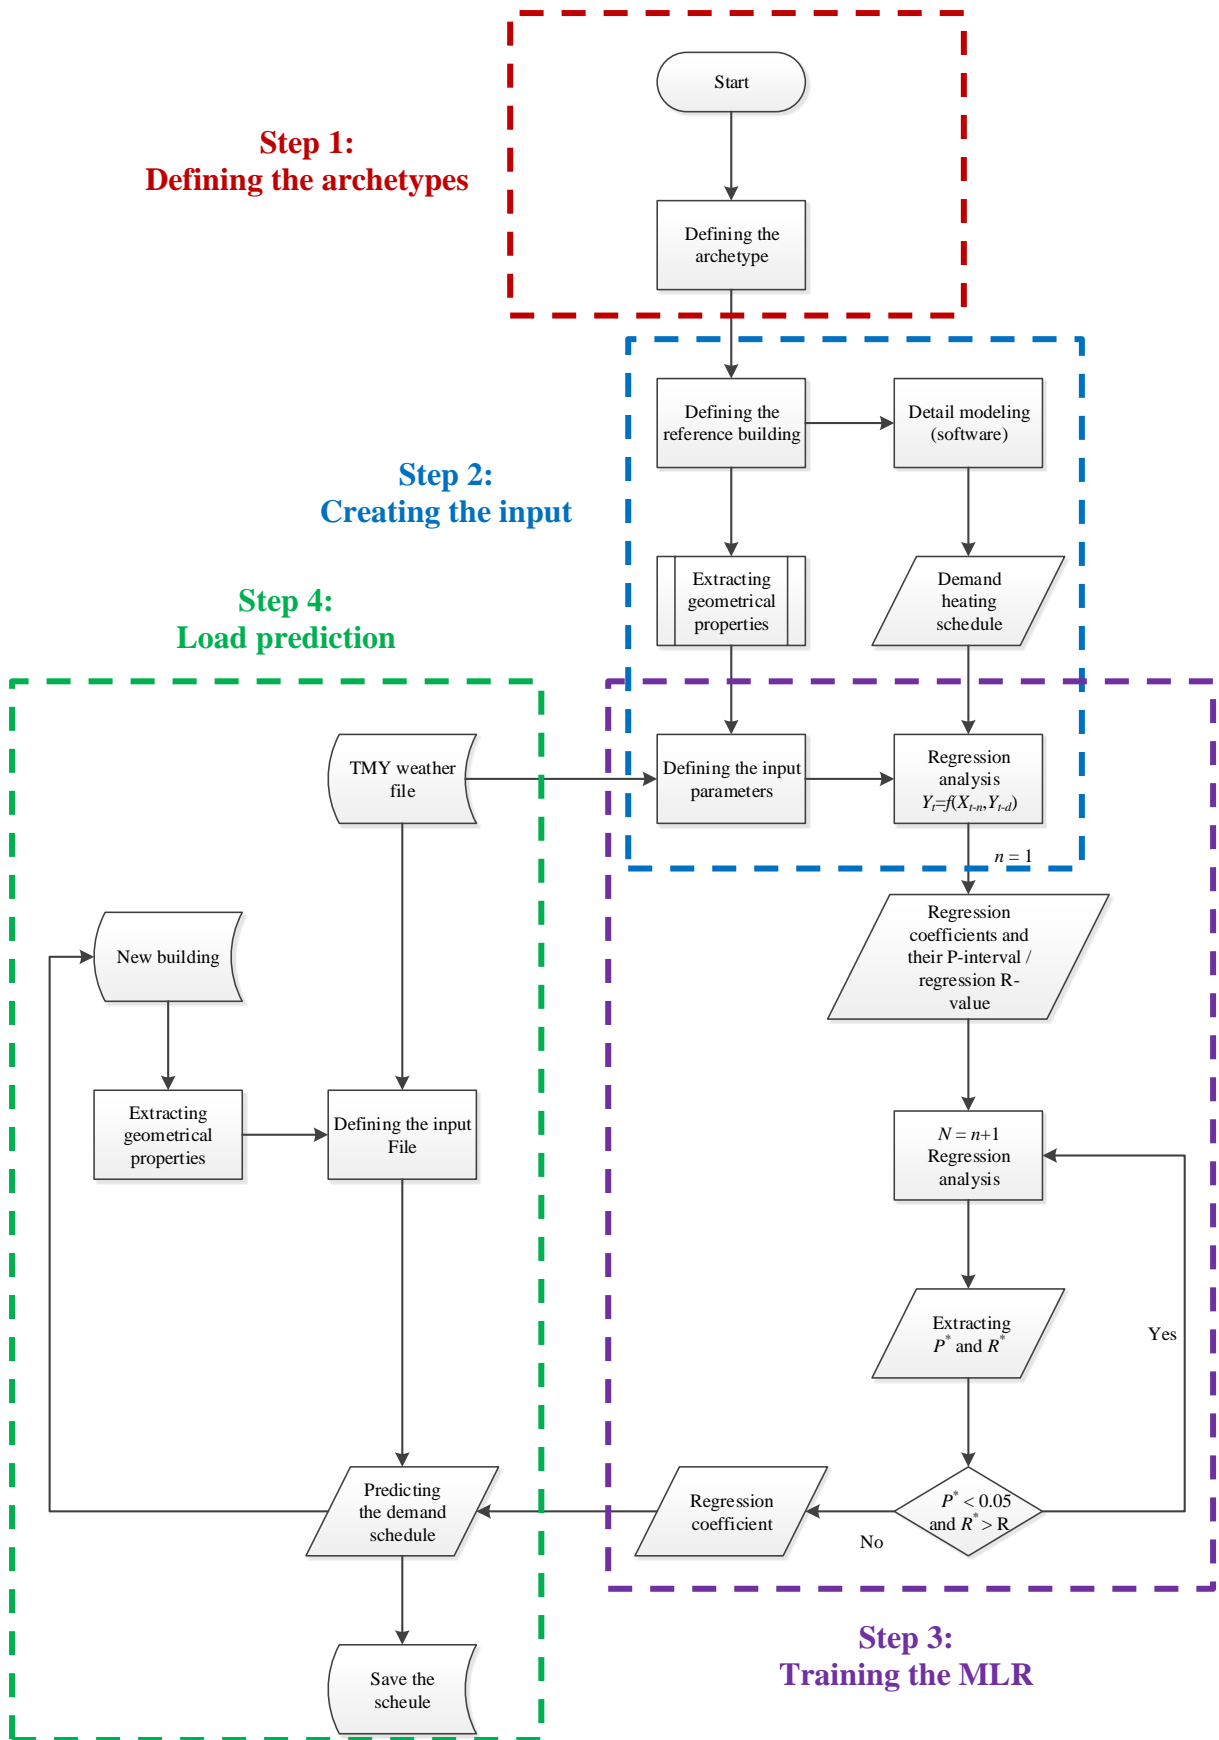 Start
Step 1:
Defining the archetypes
Defining the
archetype
Defining the
reference building
Detail modeling
(software)
Step 2:
Creating the input
Extracting
geometrical
properties
Demand
heating
schedule
Step 4:
Load prediction
TMY weather
file
Defining the input
parameters
Regression
analysis
Yt=f(Xt-n,Yt-d)
n = 1
New building
Regression
coefficients and
their P-interval /
regression R-
value
Extracting
geometrical
properties
Defining the input
File
N = n+1
Regression
analysis
Extracting
P* and R*
Yes
Predicting
the demand
schedule
Regression
coefficient
No
P* < 0.05
and R* > R
Step 3:
Training the MLR
Save the
scheule